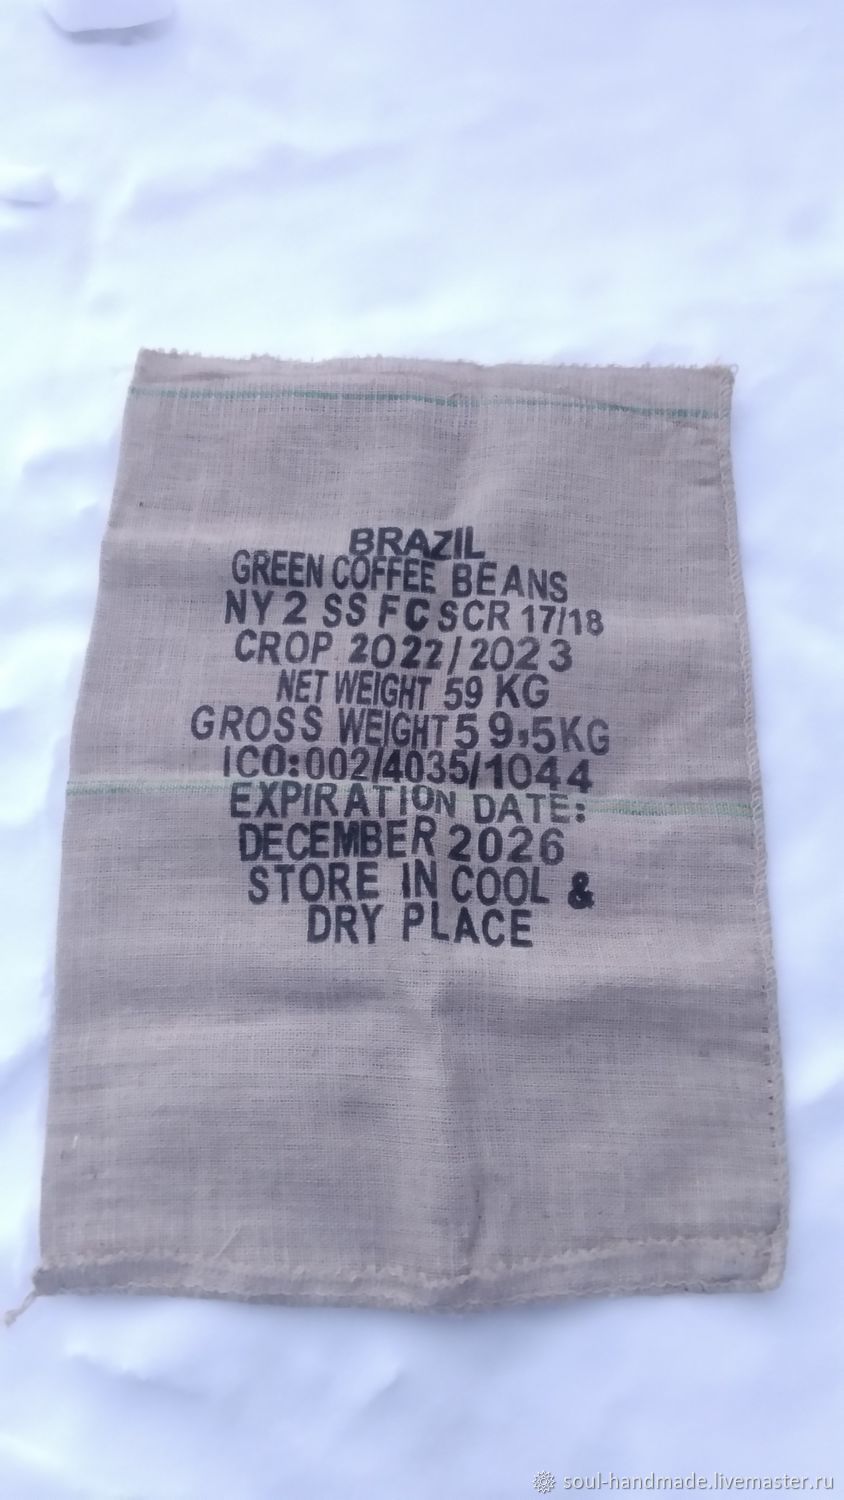 BRAZIL
GREEN COFFEE BEANS
NY 2 SS FC SCR 17/18
CROP 2022/2023
NET WEIGHT 59 KG
GROSS WEIGHT 59,5KG
ICO:002/4035/1044
EXPIRATION DATE:
DECEMBER 2026
STORE IN COOL &
DRY PLACE
soul-handmade.livemaster.ru